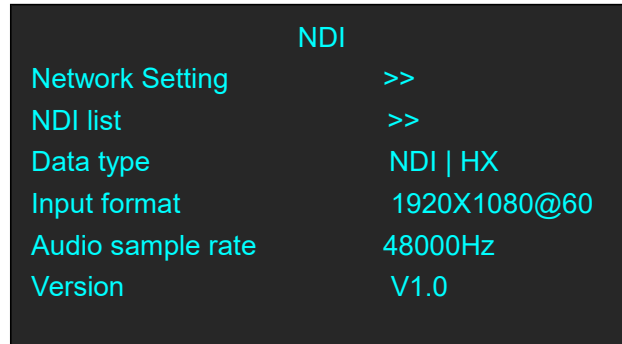 NDI
Network Setting >>
NDI list >>
Data type NDI | HX
Input format 1920X1080@60
Audio sample rate 48000Hz
Version V1.0